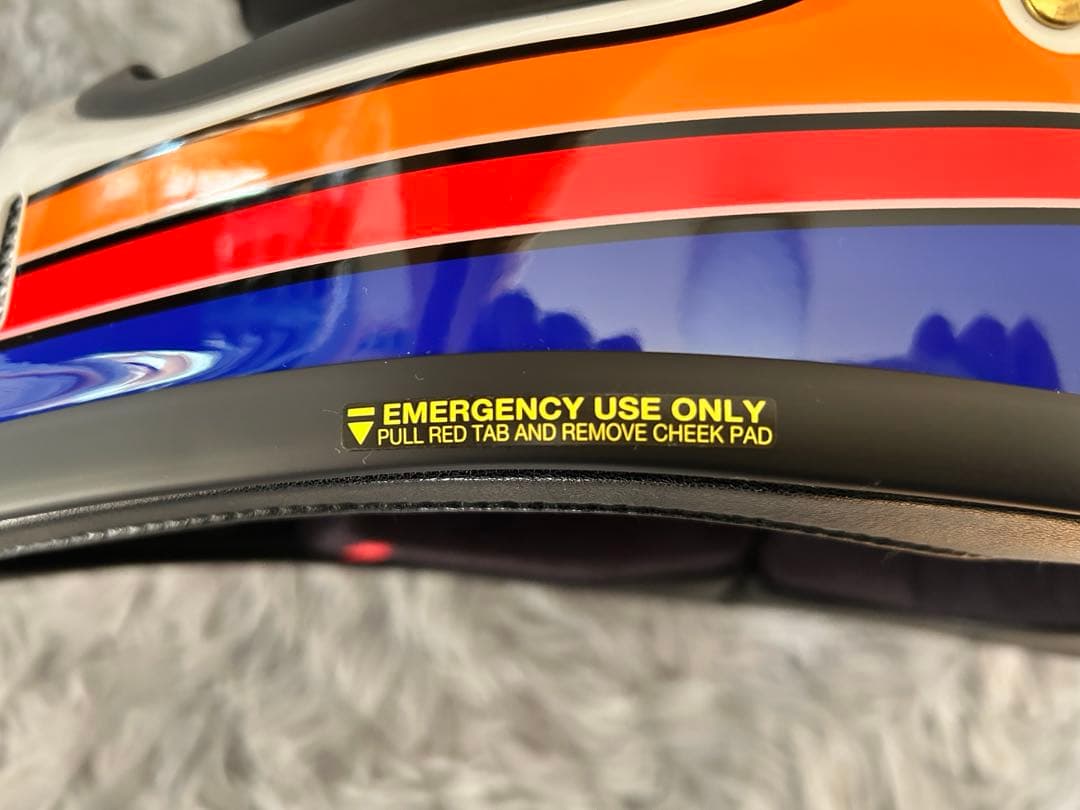 EMERGENCY USE ONLY
PULL RED TAB AND REMOVE CHEEK PAD